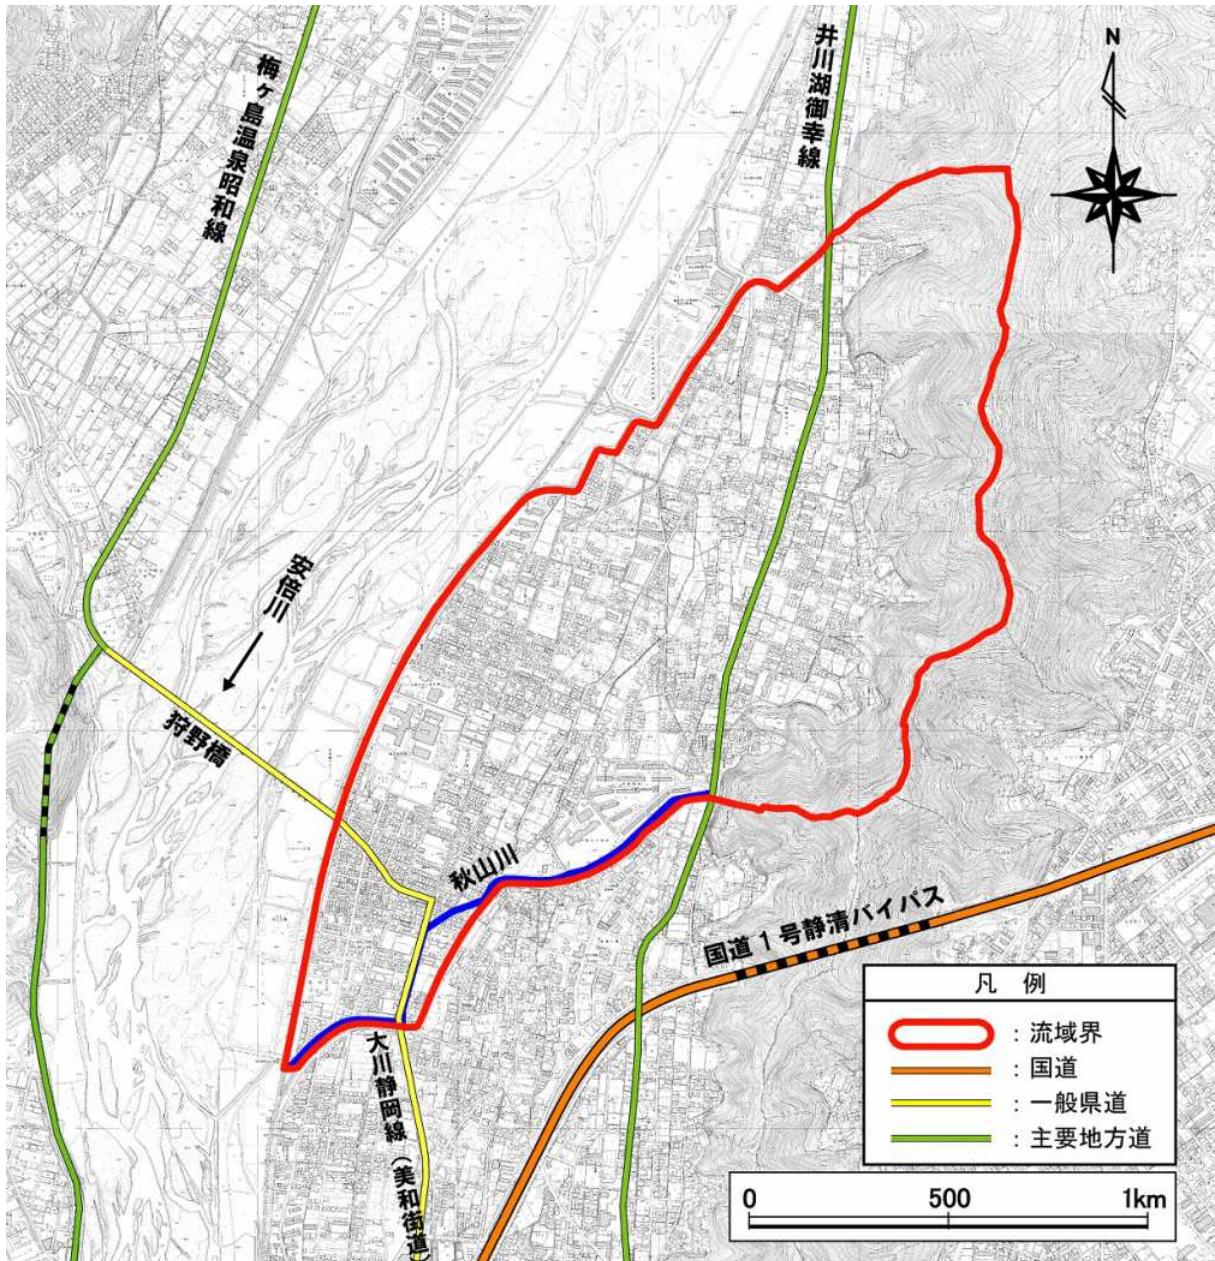 梅ヶ島温泉昭和線
井川湖御幸線
N
安倍川
狩野橋
秋山川
国道1号静清バイパス
大川静岡線(美和街道)
凡 例
:流域界
:国道
:一般県道
:主要地方道
0 500 1km